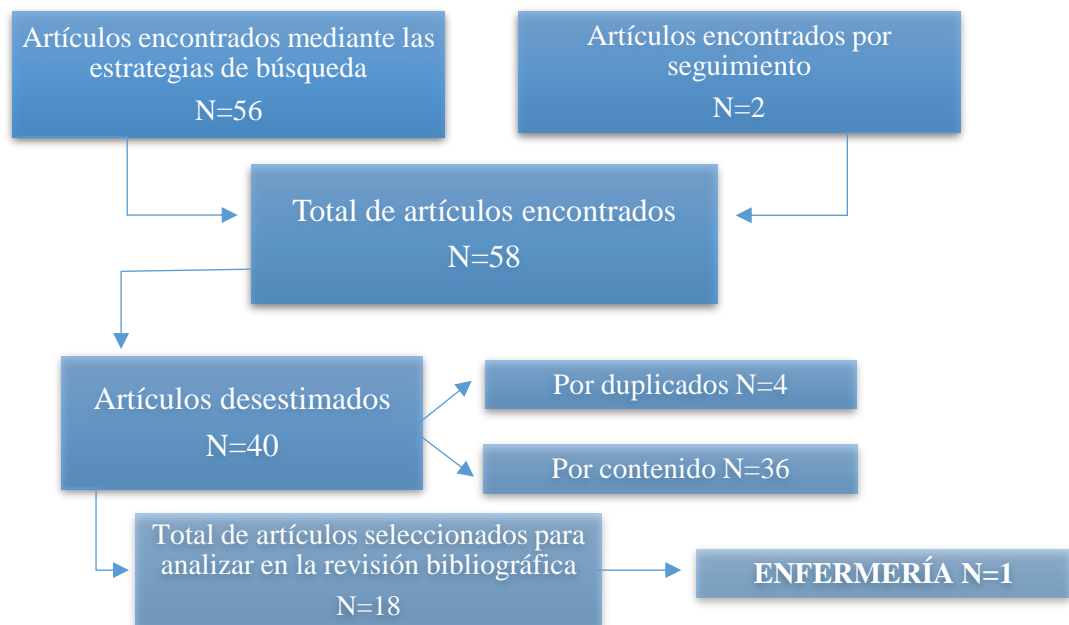 Artículos encontrados mediante las
estrategias de búsqueda
N=56
Artículos encontrados por
seguimiento
N=2
Total de artículos encontrados
N=58
Artículos desestimados
N=40
Por duplicados N=4
Por contenido N=36
Total de artículos seleccionados para
analizar en la revisión bibliográfica
N=18
ENFERMERÍA N=1